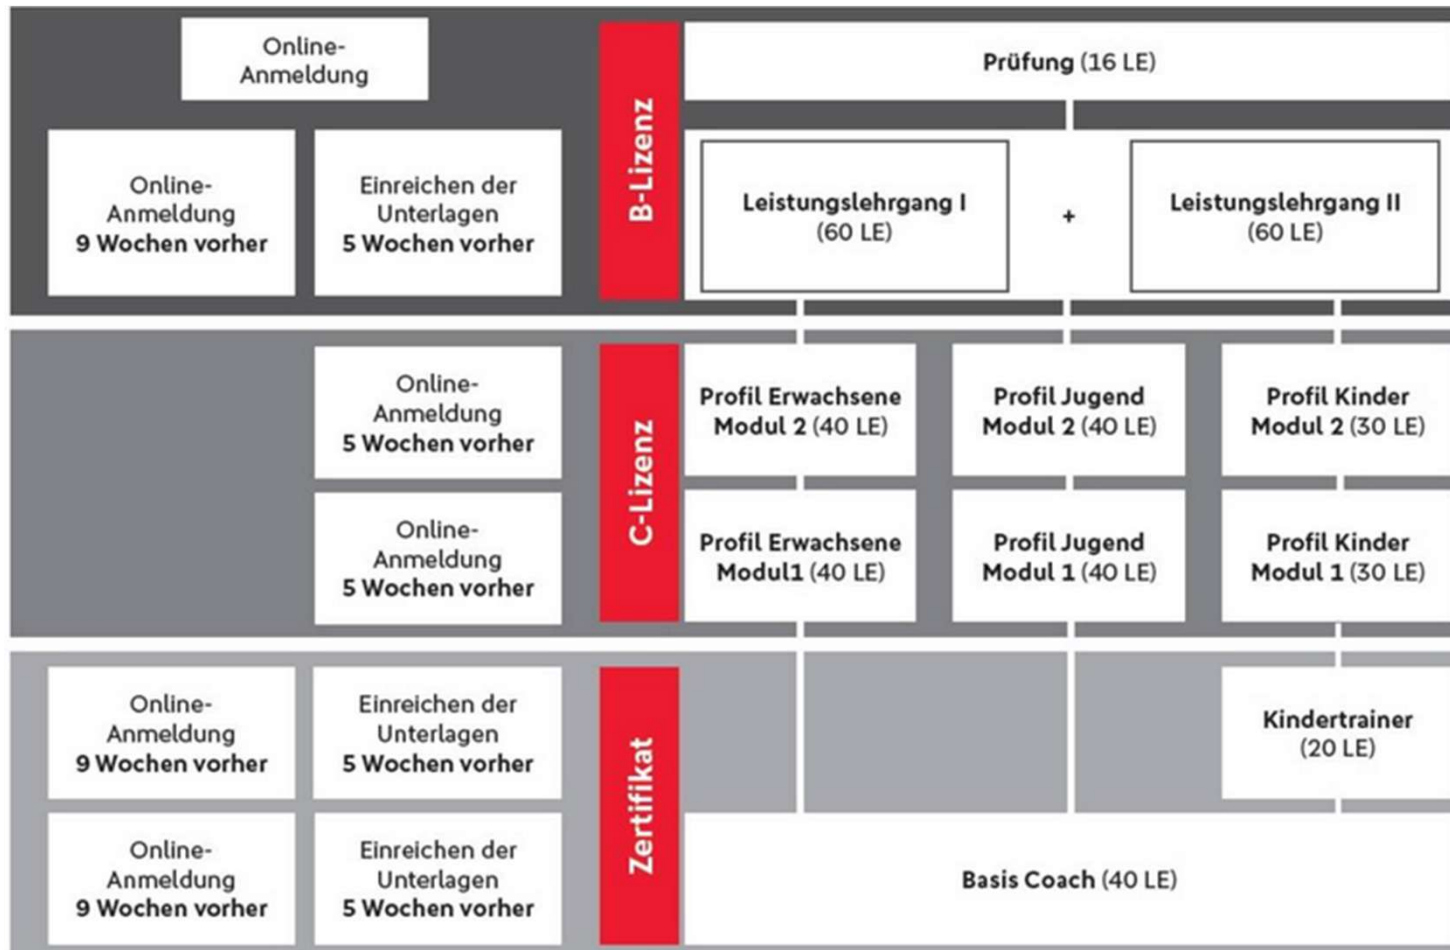 Online-
Anmeldung
Prüfung (16 LE)
B-Lizenz
Online-
Anmeldung
9 Wochen vorher
Einreichen der
Unterlagen
5 Wochen vorher
Leistungslehrgang I
(60 LE)
+
Leistungslehrgang II
(60 LE)
Online-
Anmeldung
5 Wochen vorher
C-Lizenz
Profil Erwachsene
Modul 2 (40 LE)
Profil Jugend
Modul 2 (40 LE)
Profil Kinder
Modul 2 (30 LE)
Online-
Anmeldung
5 Wochen vorher
Profil Erwachsene
Modul1 (40 LE)
Profil Jugend
Modul 1 (40 LE)
Profil Kinder
Modul 1 (30 LE)
Online-
Anmeldung
9 Wochen vorher
Einreichen der
Unterlagen
5 Wochen vorher
Zertifikat
Kindertrainer
(20 LE)
Online-
Anmeldung
9 Wochen vorher
Einreichen der
Unterlagen
5 Wochen vorher
Basis Coach (40 LE)